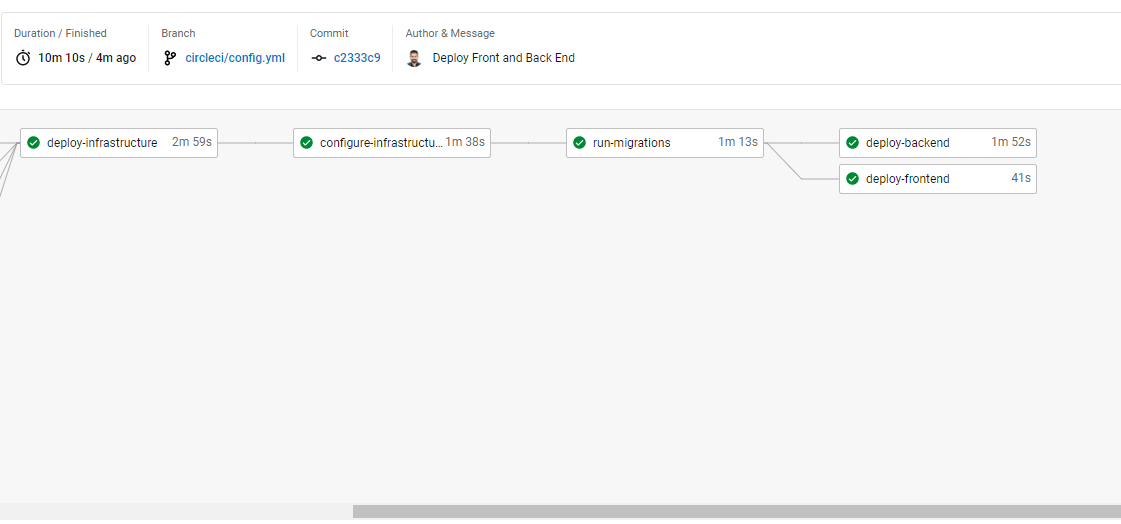 Duration / Finished
Branch
Commit
Author & Message
10m 10s / 4m ago
circleci/config.yml
c2333c9
Deploy Front and Back End
deploy-infrastructure 2m 59s
configure-infrastructu... 1m 38s
run-migrations 1m 13s
deploy-backend 1m 52s
deploy-frontend 41s